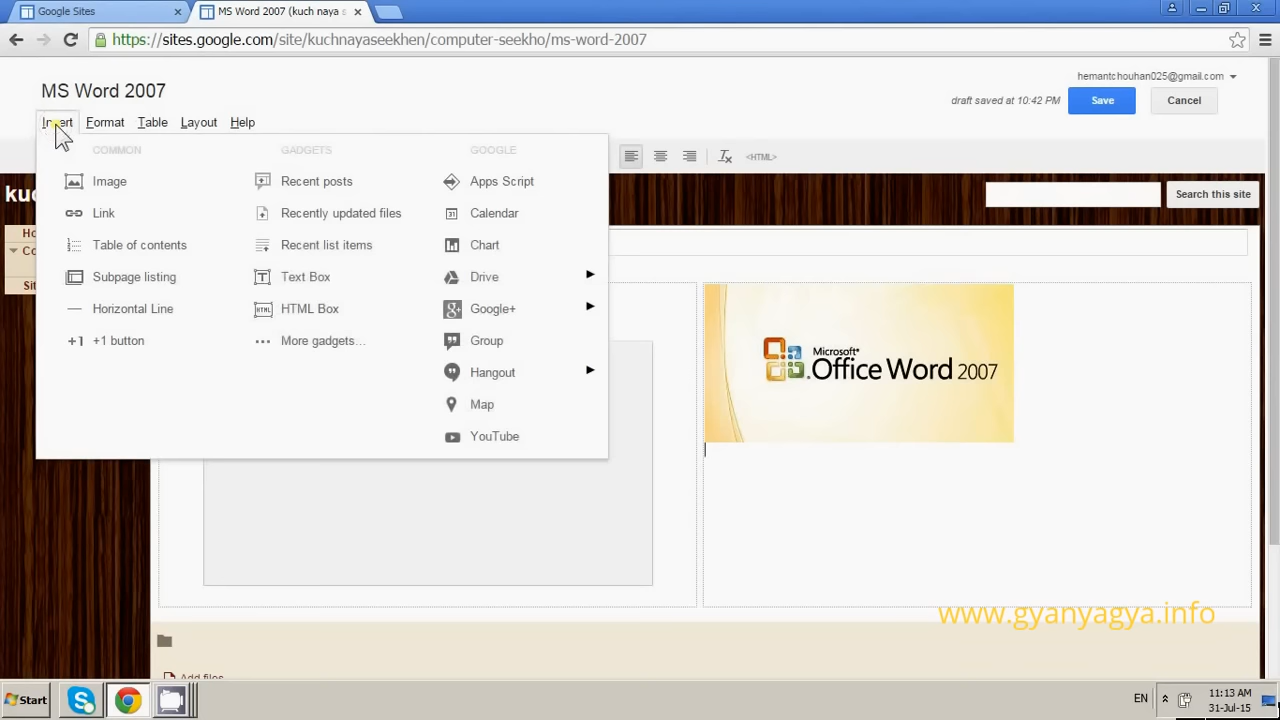 Google Sites
MS Word 2007 (kuch naya s
https://sites.google.com/site/kuchnayaseekhen/computer-seekho/ms-word-2007
hemantchouhan025@gmail.com
MS Word 2007
draft saved at 10:42 PM
Save
Cancel
Insert Format Table Layout Help
<HTML>
COMMON
Image
Link
Table of contents
Subpage listing
Horizontal Line
+1 button
GADGETS
Recent posts
Recently updated files
Recent list items
Text Box
HTML Box
More gadgets...
GOOGLE
Apps Script
Calendar
Chart
Drive
Google+
Group
Hangout
Map
YouTube
Search this site
Microsoft®
Office Word 2007
www.gyanyagya.info
Add files
Start
EN
11:13 AM
31-Jul-15